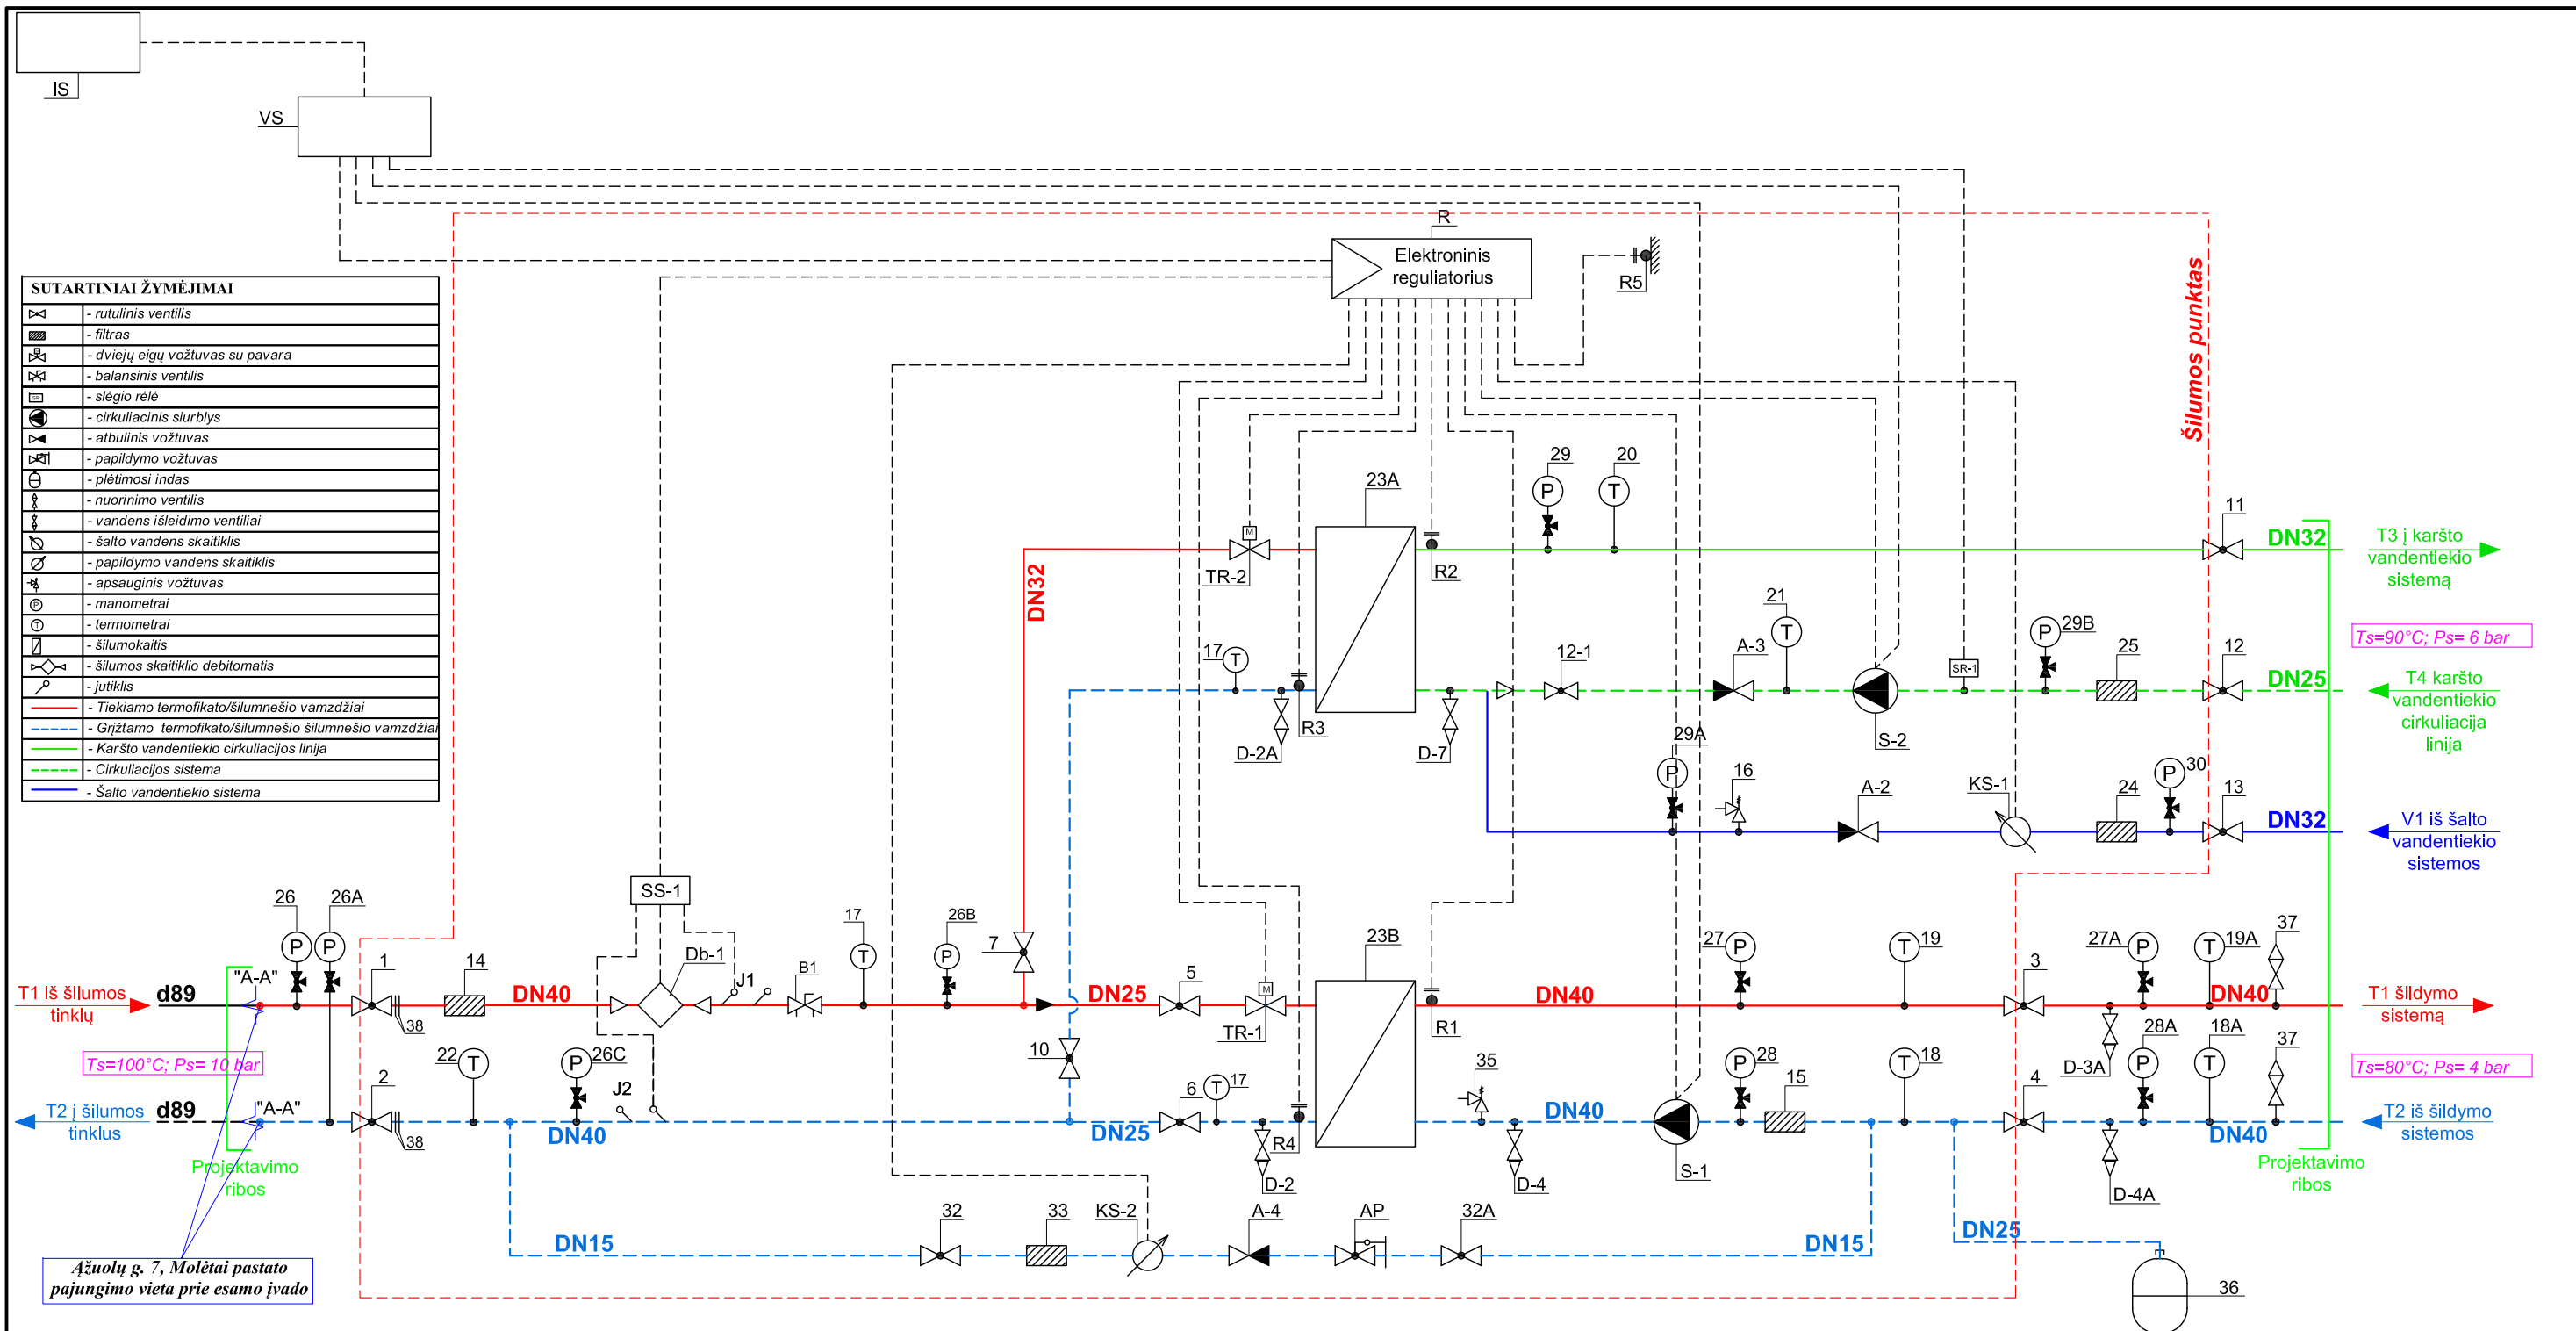 IS
VS
R
Elektroninis
reguliatorius
R5
Šilumos punktas
SUTARTINIAI ŽYMĖJIMAI
- rutulinis ventilis
- filtras
- dviejų eigų vožtuvas su pavara
- balansinis ventilis
SR
- slėgio rėlė
- cirkuliacinis siurblys
- atbulinis vožtuvas
- papildymo vožtuvas
- plėtimosi indas
- nuorinimo ventilis
- vandens išleidimo ventiliai
- šalto vandens skaitiklis
- papildymo vandens skaitiklis
- apsauginis vožtuvas
P
- manometrai
T
- termometrai
- šilumokaitis
- šilumos skaitiklio debitomatis
- jutiklis
- Tiekiamo termofikato/šilumnešio vamzdžiai
- Grįžtamo termofikato/šilumnešio šilumnešio vamzdžiai
- Karšto vandentiekio cirkuliacijos linija
- Cirkuliacijos sistema
- Šalto vandentiekio sistema
23A
29
P
20
T
11
M
TR-2
R2
DN32
DN32
T3 į karšto
vandentiekio
sistemą
Ts=90°C; Ps= 6 bar
17
T
D-2A
R3
D-7
12-1
A-3
21
T
S-2
SR-1
P
29B
25
12
DN25
T4 karšto
vandentiekio
cirkuliacija
linija
29A
P
16
A-2
KS-1
24
P
30
13
DN32
V1 iš šalto
vandentiekio
sistemos
SS-1
26
P
26A
P
"A-A"
d89
T1 iš šilumos
tinklų
1
38
14
DN40
Db-1
J1
B1
17
T
26B
P
7
DN25
5
M
TR-1
23B
R1
DN40
27
P
T
19
3
27A
P
T
19A
37
DN40
T1 šildymo
sistemą
D-3A
Ts=100°C; Ps= 10 bar
T2 į šilumos
tinklus
d89
"A-A"
2
38
22
T
DN40
P
26C
J2
10
DN25
6
T
17
R4
D-2
35
D-4
DN40
S-1
P
28
15
T
18
4
28A
P
18A
T
37
D-4A
DN40
Ts=80°C; Ps= 4 bar
T2 iš šildymo
sistemos
Projektavimo
ribos
Projektavimo
ribos
DN15
32
33
KS-2
A-4
AP
32A
DN15
DN25
36
Ąžuolų g. 7, Molėtai pastato
pajungimo vieta prie esamo įvado